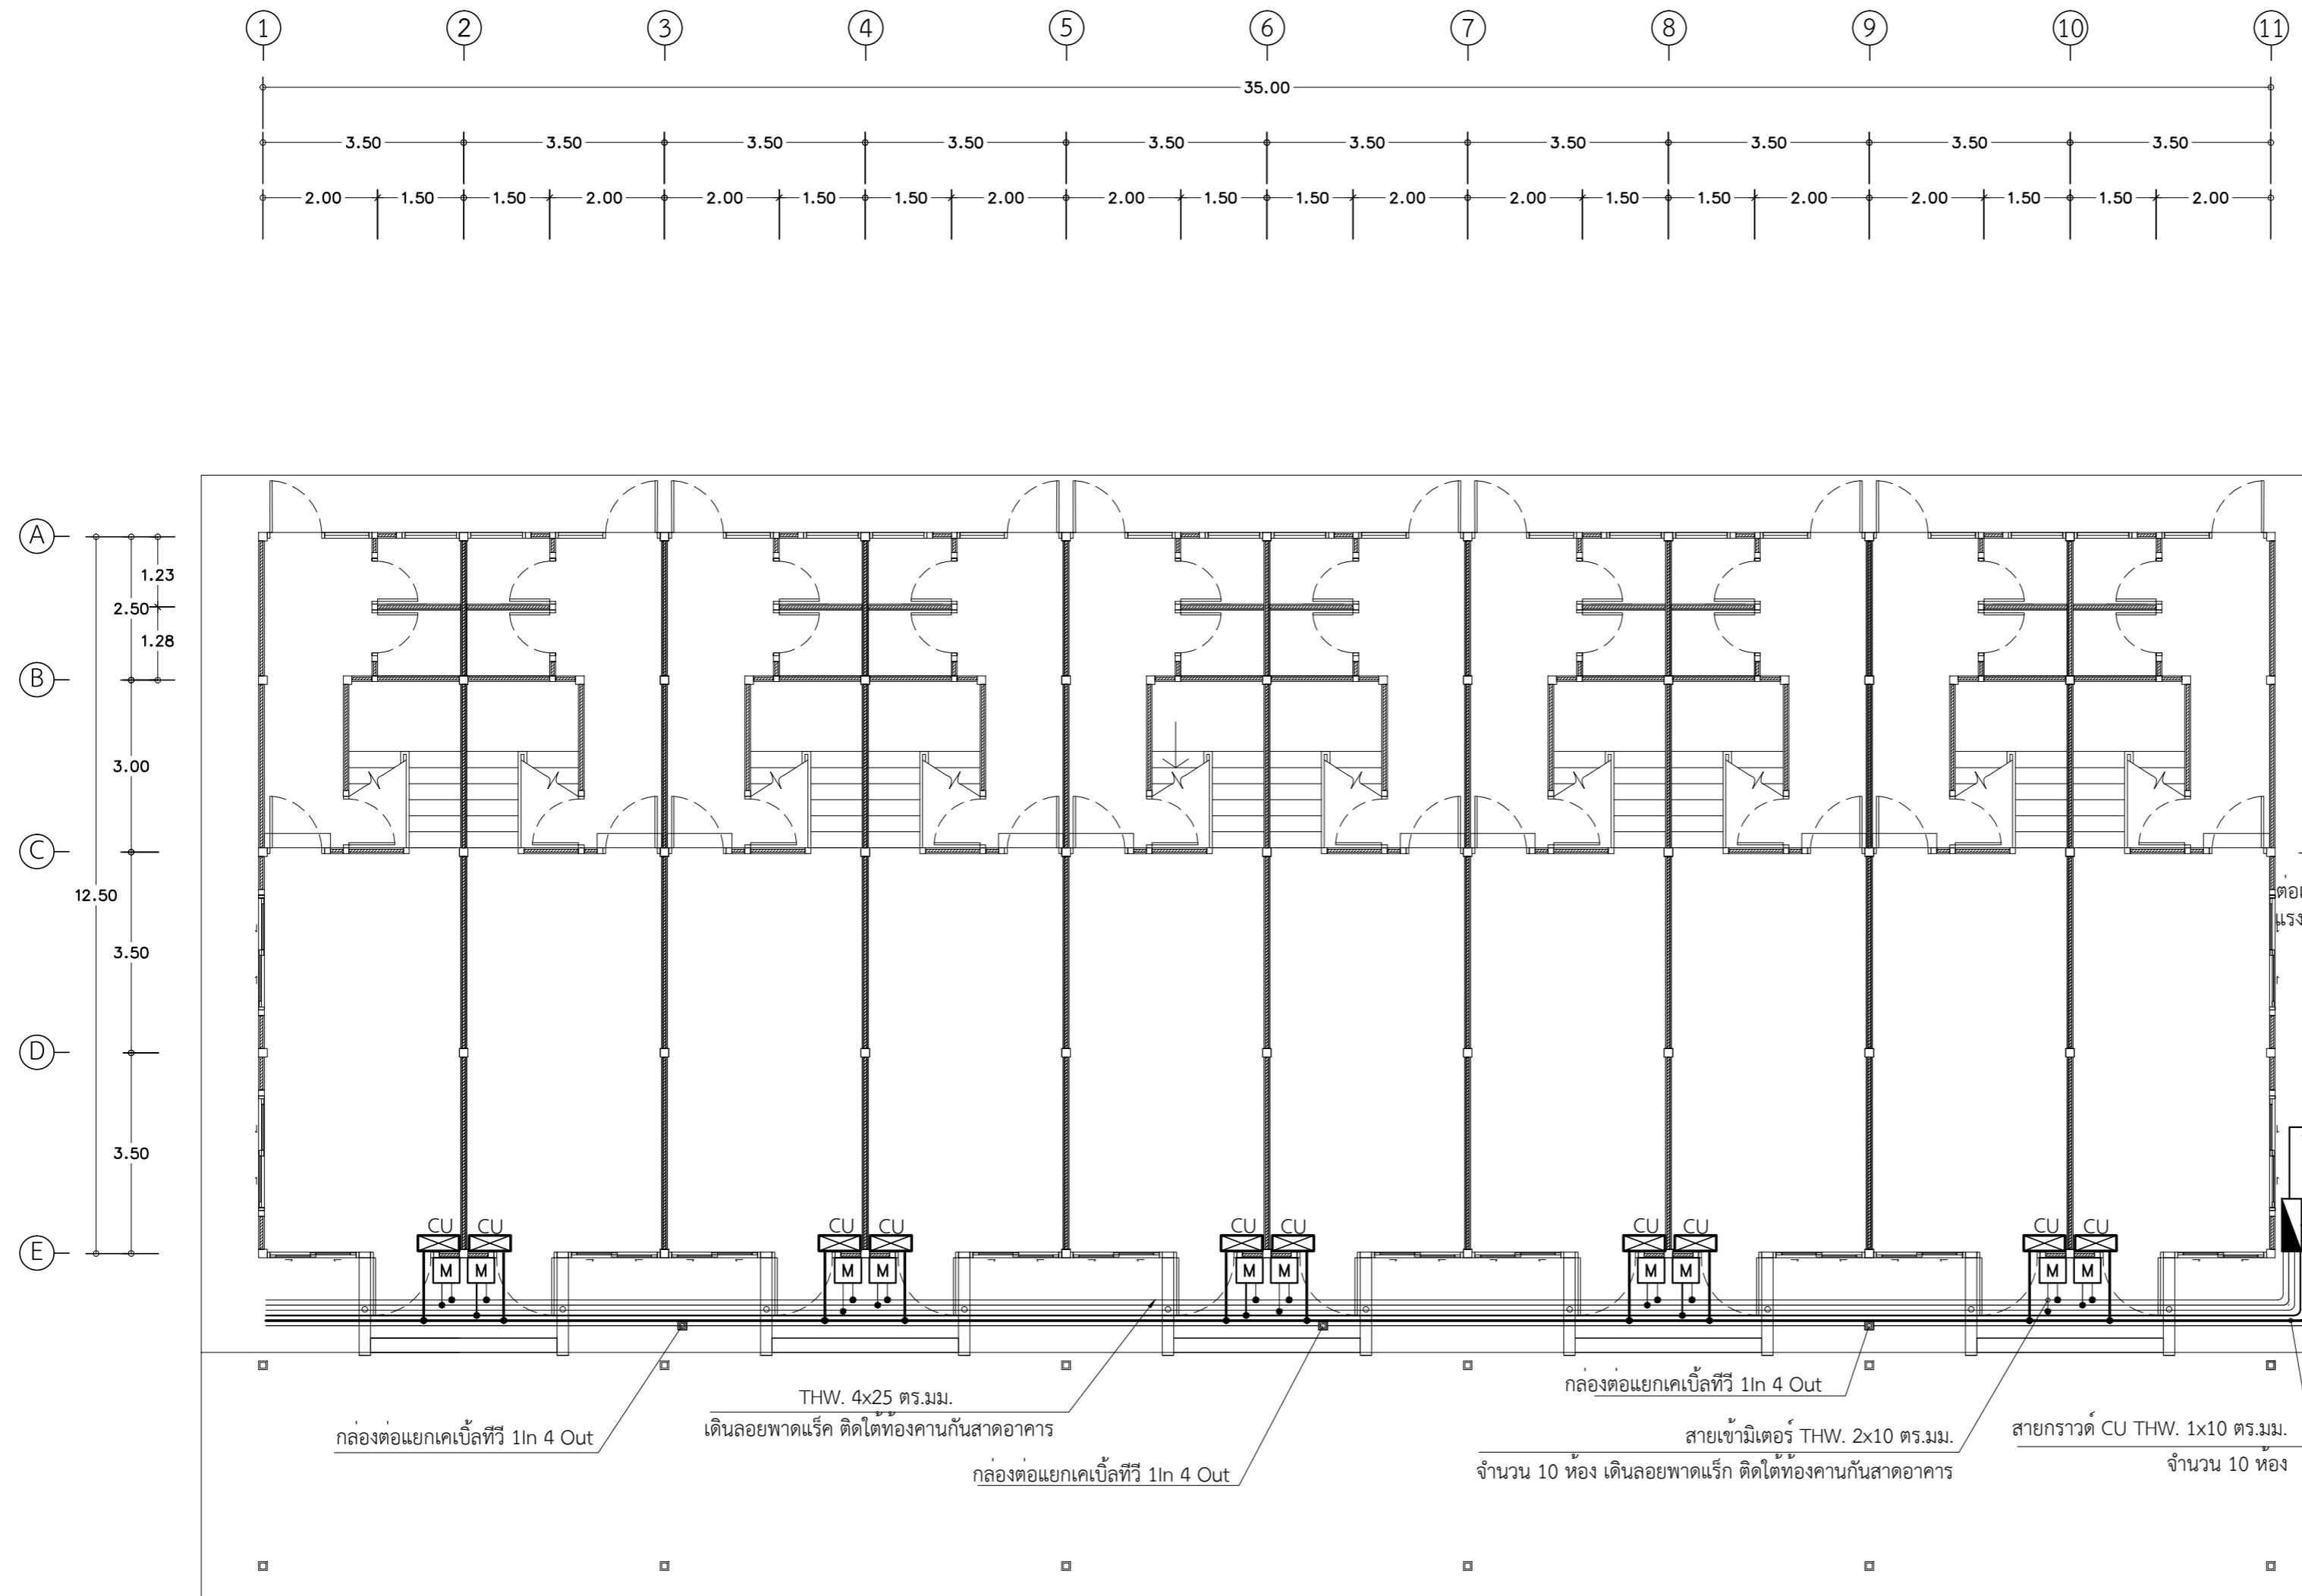 1 2 3 4 5 6 7 8 9 10 11
35.00
3.50 3.50 3.50 3.50 3.50 3.50 3.50 3.50 3.50 3.50
2.00 1.50 1.50 2.00 2.00 1.50 1.50 2.00 2.00 1.50 1.50 2.00 2.00 1.50 1.50 2.00 2.00 1.50 1.50 2.00
A
1.23
2.50
1.28
B
3.00
C
12.50
ต่อ
แรง
3.50
D
3.50
CU CU CU CU CU CU CU CU CU CU
E
M M M M M M M M M M
THW. 4x25 ตร.มม.
เดินลอยพาดแร็ค ติดใต้ท้องคานกันสาดอาคาร
กล่องต่อแยกเคเบิ้ลทีวี 1In 4 Out
กล่องต่อแยกเคเบิ้ลทีวี 1In 4 Out
กล่องต่อแยกเคเบิ้ลทีวี 1In 4 Out
สายเข้ามิเตอร์ THW. 2x10 ตร.มม.
จำนวน 10 ห้อง เดินลอยพาดแร็ก ติดใต้ท้องคานกันสาดอาคาร
สายกราวด์ CU THW. 1x10 ตร.มม.
จำนวน 10 ห้อง